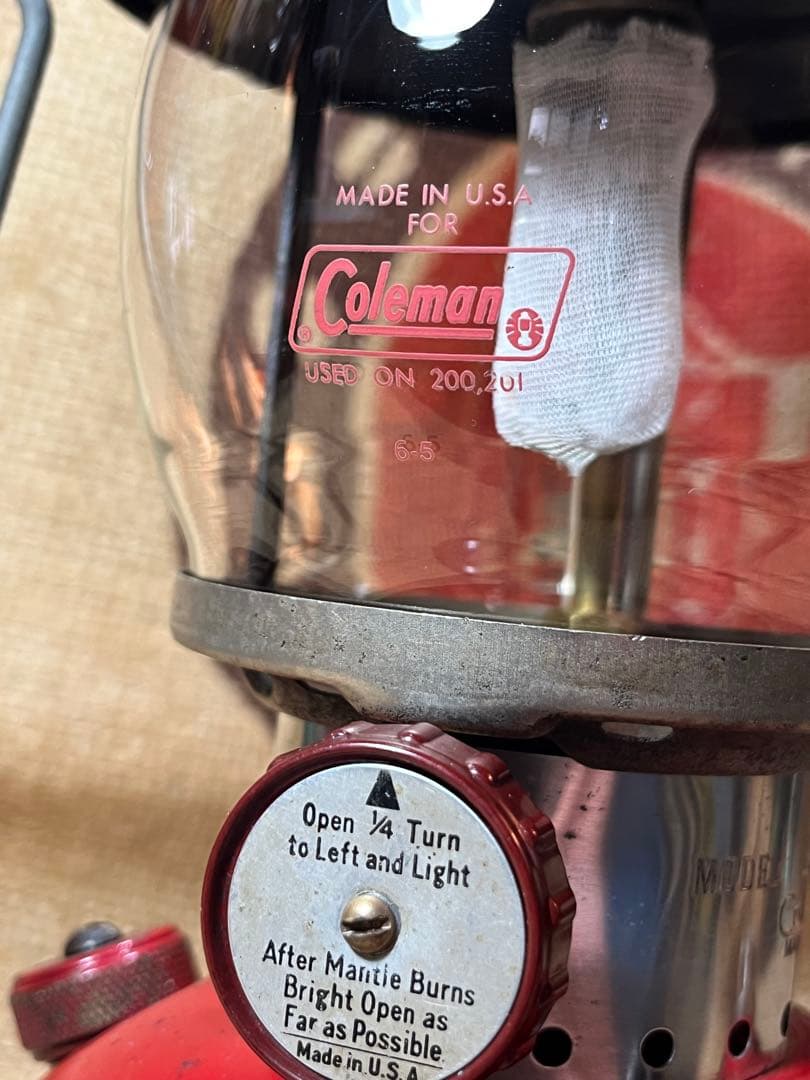 MADE IN U.S.A
FOR
Coleman
®
USED ON 200,201
6-5
Open ¼ Turn
to Left and Light
After Mantle Burns
Bright Open as
Far as Possible.
Made in U.S.A.
MODEL